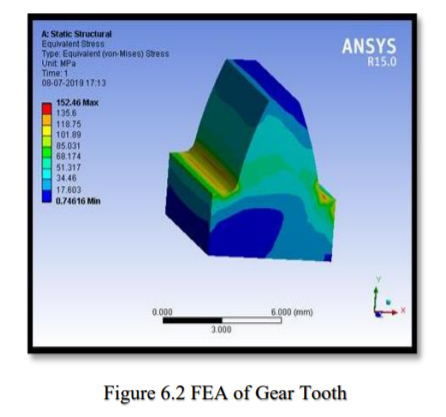 A: Static Structural
Equivalent Stress
Type: Equivalent (von-Mises) Stress
Unit: MPa
Time: 1
08-07-2019 17:13
152.46 Max
135.6
118.75
101.89
85.031
68.174
51.317
34.46
17.603
0.74616 Min
ANSYS
R15.0
Y
X
0.000
6.000 (mm)
3.000
Figure 6.2 FEA of Gear Tooth